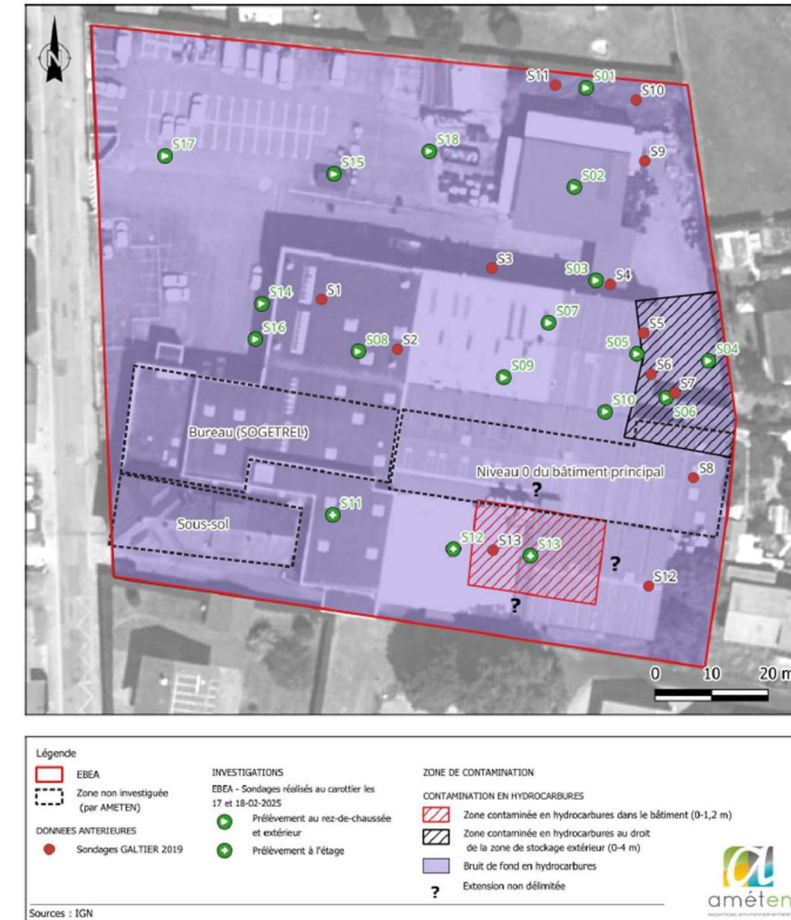 N
S11
S01
S10
S9
S17
S15
S18
S02
S3
S03
S4
S14
S1
S07
S5
S16
S08
S2
S05
S04
S6
S09
S7
S10
S06
Bureau (SOGETREL)
Niveau 0 du bâtiment principal
S8
?
Sous-sol
S11
S12
S13
S13
?
S12
?
0 10 20 m
Légende
EBEA
Zone non investiguée
(par AMETEN)
DONNEES ANTERIEURES
Sondages GALTIER 2019
INVESTIGATIONS
EBEA - Sondages réalisés au carottier les
17 et 18-02-2025
Prélèvement au rez-de-chaussée
et extérieur
Prélèvement à l'étage
ZONE DE CONTAMINATION
CONTAMINATION EN HYDROCARBURES
Zone contaminée en hydrocarbures dans le bâtiment (0-1,2 m)
Zone contaminée en hydrocarbures au droit
de la zone de stockage extérieur (0-4 m)
Bruit de fond en hydrocarbures
? Extension non délimitée
améten
Sources : IGN